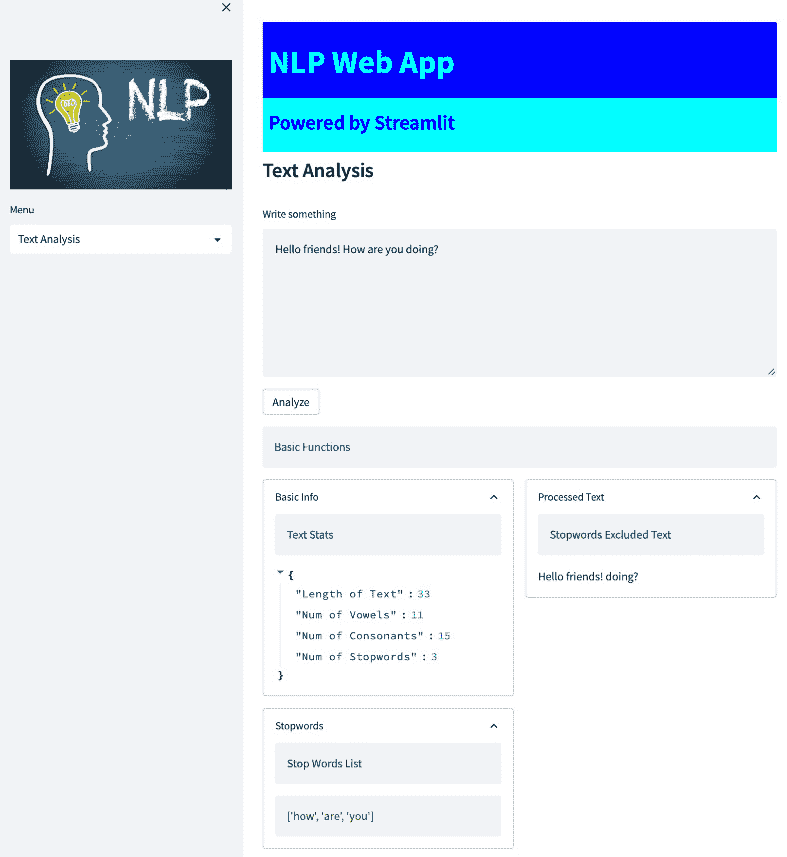 IDEA
NLP
Menu
Text Analysis
NLP Web App
Powered by Streamlit
Text Analysis
Write something
Hello friends! How are you doing?
Analyze
Basic Functions
Basic Info
Text Stats
{
"Length of Text" : 33
"Num of Vowels" : 11
"Num of Consonants" : 15
"Num of Stopwords" : 3
}
Processed Text
Stopwords Excluded Text
Hello friends! doing?
Stopwords
Stop Words List
['how', 'are', 'you']